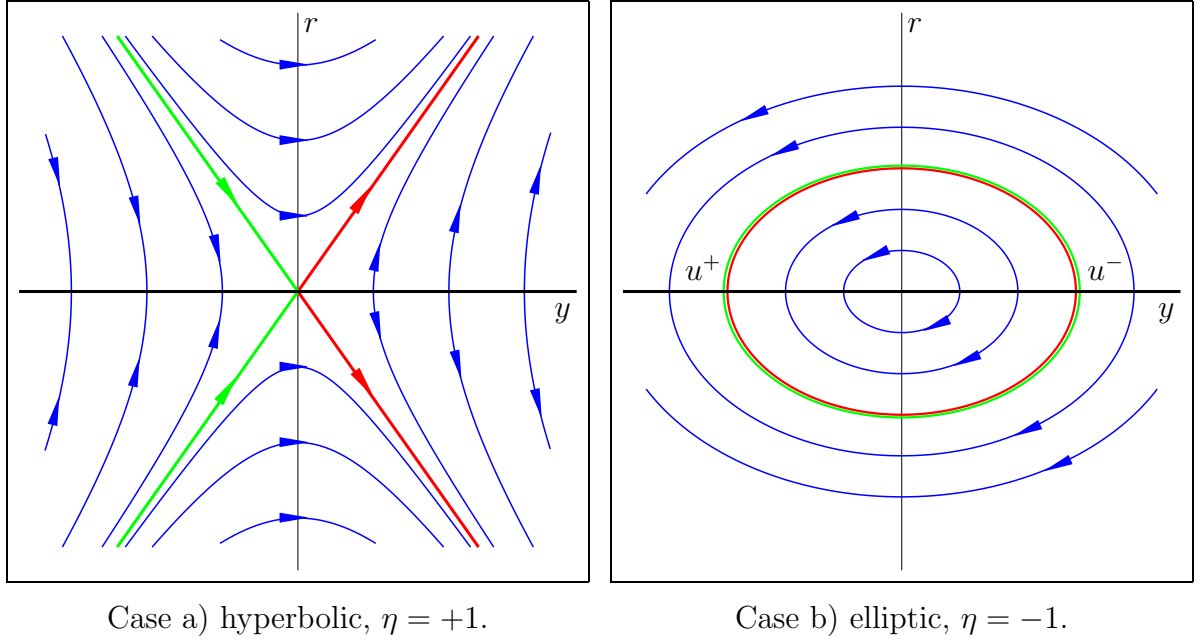 r
y
Case a) hyperbolic, η = +1.
r
u⁺
u⁻
y
Case b) elliptic, η = −1.